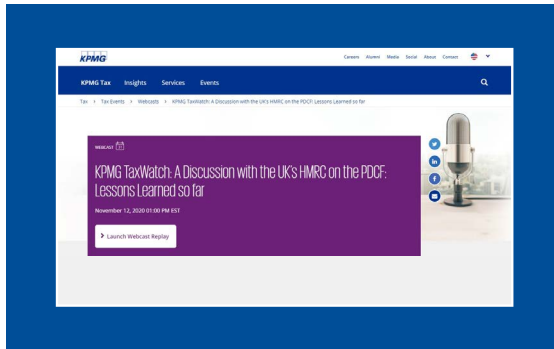 KPMG
Careers Alumni Media Social About Contact
KPMG Tax Insights Services Events
Tax > Tax Events > Webcasts > KPMG TaxWatch: A Discussion with the UK's HMRC on the PDCF: Lessons Learned so far
WEBCAST
KPMG TaxWatch: A Discussion with the UK's HMRC on the PDCF:
Lessons Learned so far
November 12, 2020 01:00 PM EST
> Launch Webcast Replay